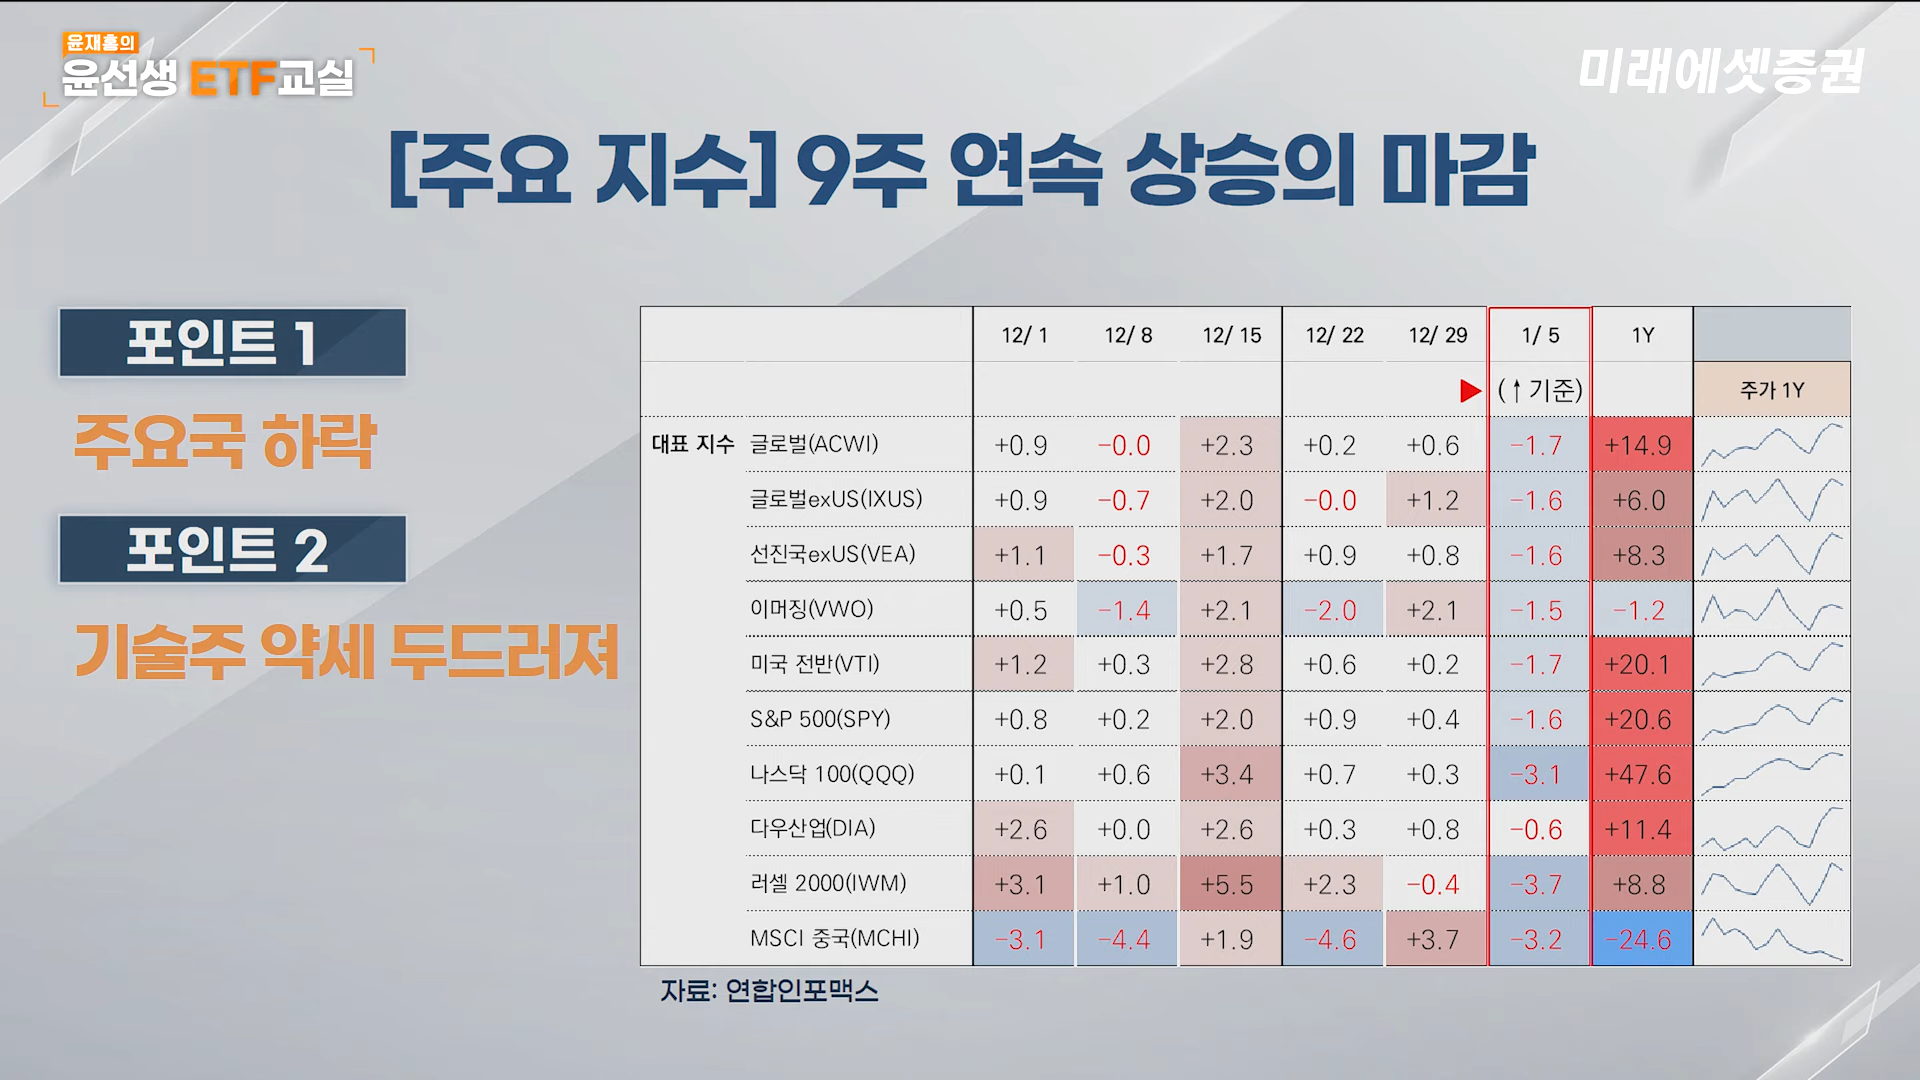 윤재홍의
윤선생 ETF교실
미래에셋증권
[주요 지수] 9주 연속 상승의 마감
포인트 1
주요국 하락
포인트 2
기술주 약세 두드러져
12/ 1 12/ 8 12/ 15 12/ 22 12/ 29 1/ 5 1Y
▶ (↑기준) 주가 1Y
대표 지수 글로벌(ACWI) +0.9 -0.0 +2.3 +0.2 +0.6 -1.7 +14.9
글로벌exUS(IXUS) +0.9 -0.7 +2.0 -0.0 +1.2 -1.6 +6.0
선진국exUS(VEA) +1.1 -0.3 +1.7 +0.9 +0.8 -1.6 +8.3
이머징(VWO) +0.5 -1.4 +2.1 -2.0 +2.1 -1.5 -1.2
미국 전반(VTI) +1.2 +0.3 +2.8 +0.6 +0.2 -1.7 +20.1
S&P 500(SPY) +0.8 +0.2 +2.0 +0.9 +0.4 -1.6 +20.6
나스닥 100(QQQ) +0.1 +0.6 +3.4 +0.7 +0.3 -3.1 +47.6
다우산업(DIA) +2.6 +0.0 +2.6 +0.3 +0.8 -0.6 +11.4
러셀 2000(IWM) +3.1 +1.0 +5.5 +2.3 -0.4 -3.7 +8.8
MSCI 중국(MCHI) -3.1 -4.4 +1.9 -4.6 +3.7 -3.2 -24.6
자료: 연합인포맥스